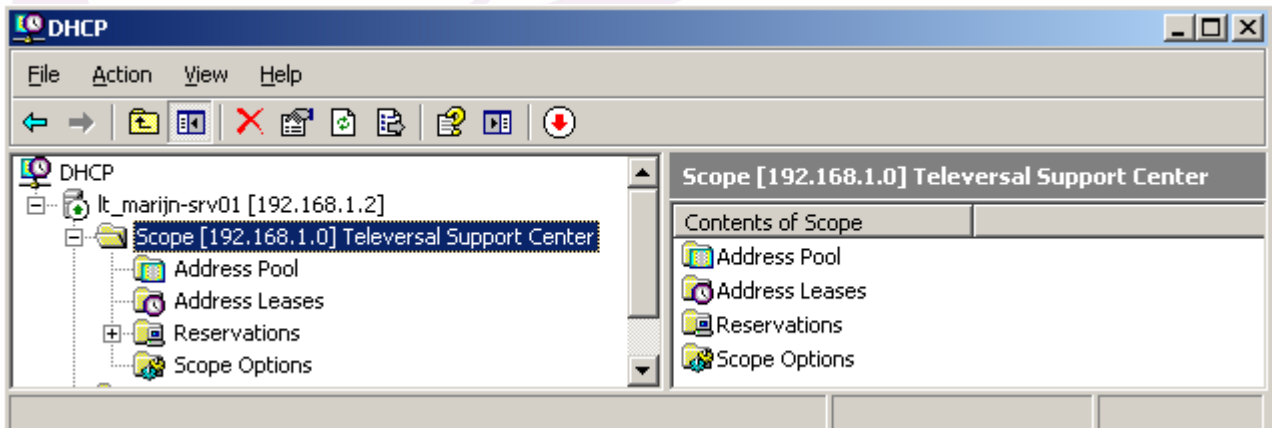 DHCP
File Action View Help
DHCP
lt_marijn-srv01 [192.168.1.2]
Scope [192.168.1.0] Televersal Support Center
Address Pool
Address Leases
Reservations
Scope Options
Scope [192.168.1.0] Televersal Support Center
Contents of Scope
Address Pool
Address Leases
Reservations
Scope Options